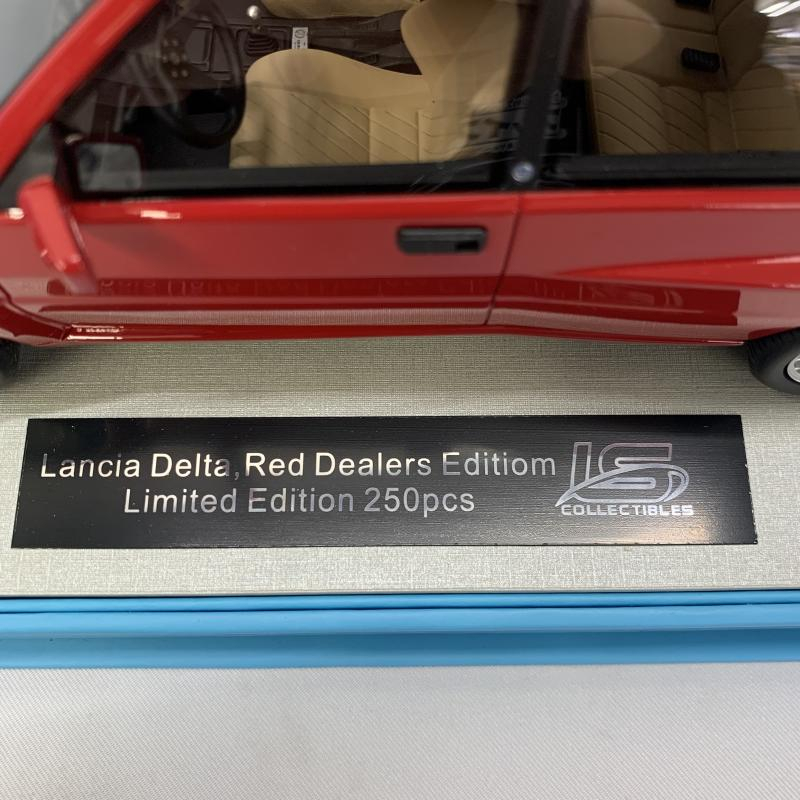 Lancia Delta, Red Dealers Editiom
Limited Edition 250pcs
LS
COLLECTIBLES